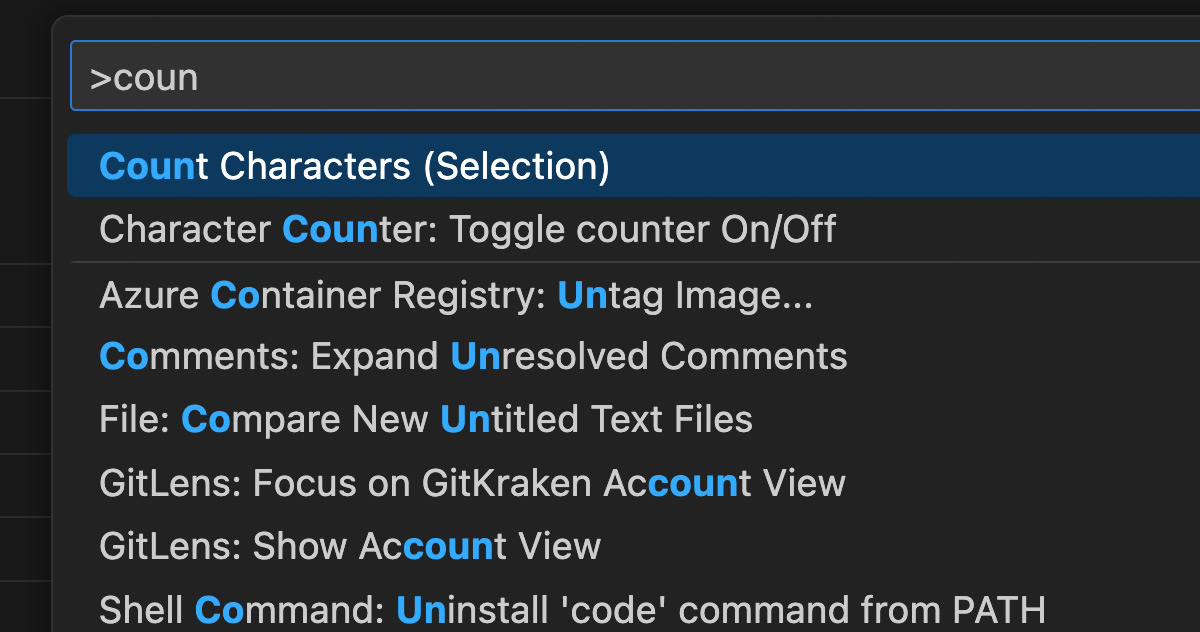 >coun
Count Characters (Selection)
Character Counter: Toggle counter On/Off
Azure Container Registry: Untag Image...
Comments: Expand Unresolved Comments
File: Compare New Untitled Text Files
GitLens: Focus on GitKraken Account View
GitLens: Show Account View
Shell Command: Uninstall 'code' command from PATH